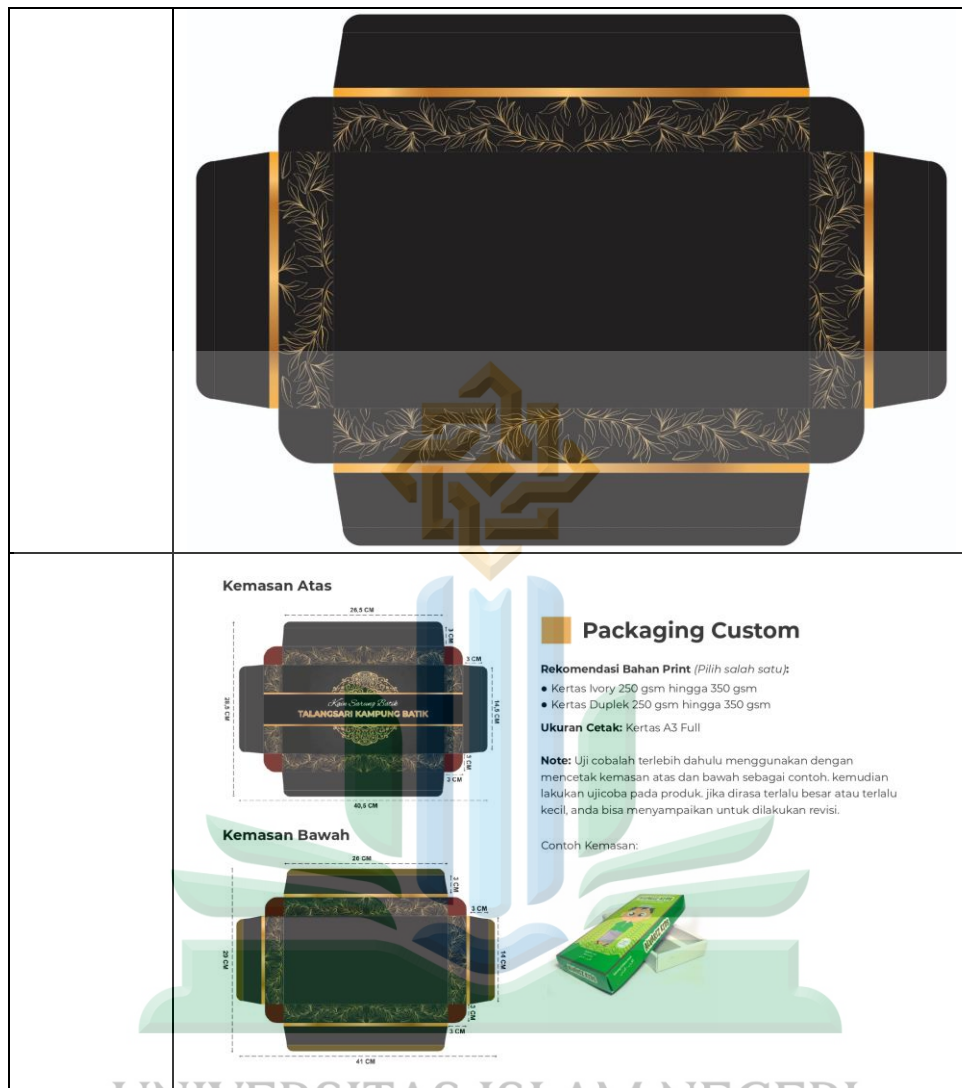 Kemasan Atas
26,5 CM
3 CM
3 CM
14,5 CM
Kain Sarung Batik
TALANGSARI KAMPUNG BATIK
3 CM
3 CM
40,5 CM
Packaging Custom
Rekomendasi Bahan Print (Pilih salah satu):
● Kertas Ivory 250 gsm hingga 350 gsm
● Kertas Duplek 250 gsm hingga 350 gsm
Ukuran Cetak: Kertas A3 Full
Note: Uji cobalah terlebih dahulu menggunakan dengan
mencetak kemasan atas dan bawah sebagai contoh. kemudian
lakukan ujicoba pada produk. jika dirasa terlalu besar atau terlalu
kecil, anda bisa menyampaikan untuk dilakukan revisi.
Contoh Kemasan:
Kemasan Bawah
26 CM
3 CM
3 CM
29 CM
14 CM
3 CM
3 CM
41 CM
UNIVERSITAS ISLAM NEGERI